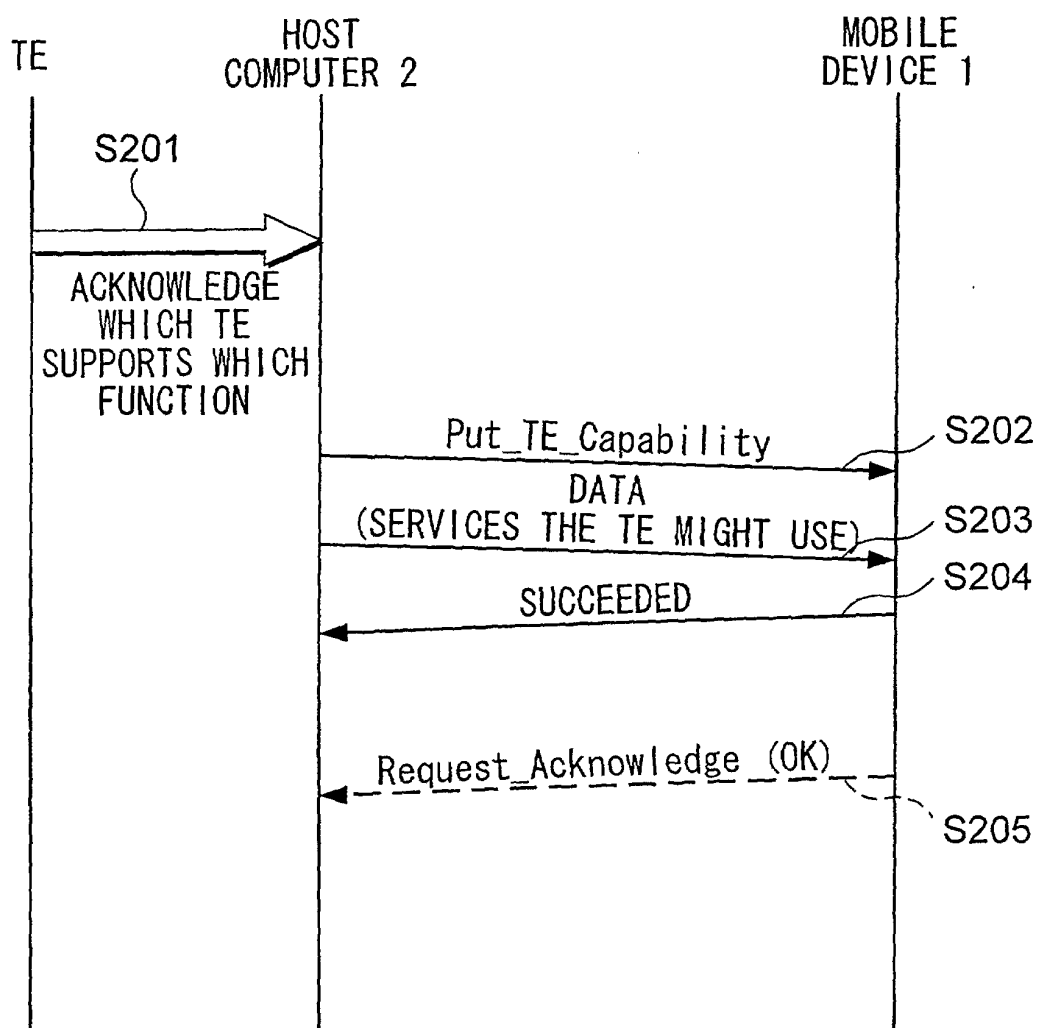 TE
HOST
COMPUTER 2
MOBILE
DEVICE 1
S201
ACKNOWLEDGE
WHICH TE
SUPPORTS WHICH
FUNCTION
Put_TE_Capability
S202
DATA
(SERVICES THE TE MIGHT USE)
S203
SUCCEEDED
S204
Request_Acknowledge (OK)
S205